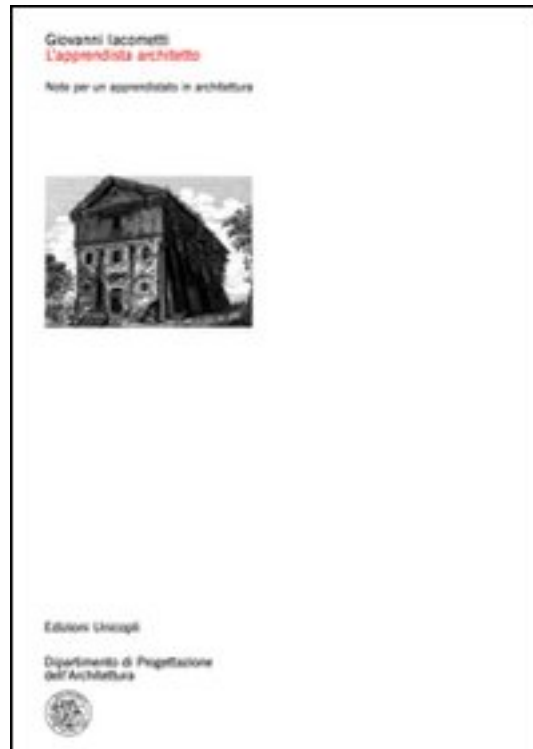 Giovanni Iacometti
L'apprendista architetto
Note per un apprendistato in architettura
Edizioni Unicopli
Dipartimento di Progettazione
dell'Architettura